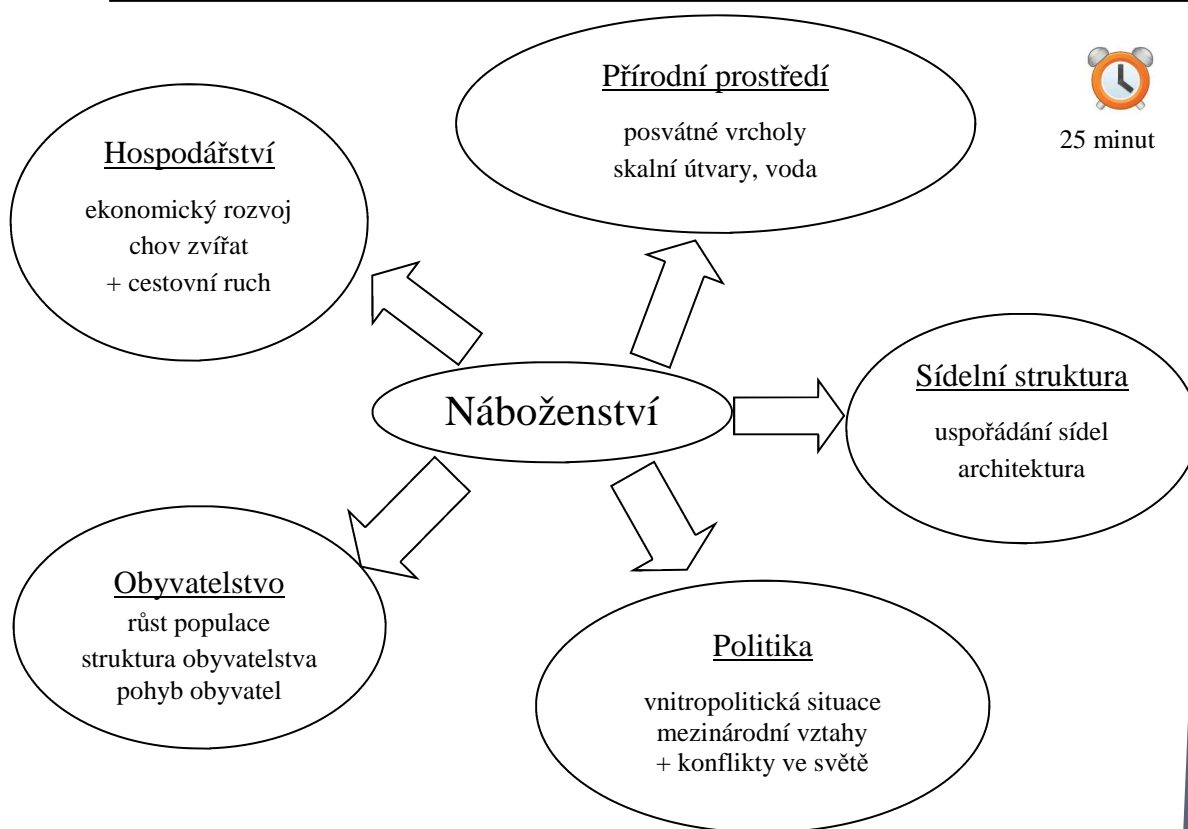 Přírodní prostředí
posvátné vrcholy
skalní útvary, voda
25 minut
Hospodářství
ekonomický rozvoj
chov zvířat
+ cestovní ruch
Sídelní struktura
uspořádání sídel
architektura
Náboženství
Obyvatelstvo
růst populace
struktura obyvatelstva
pohyb obyvatel
Politika
vnitropolitická situace
mezinárodní vztahy
+ konflikty ve světě